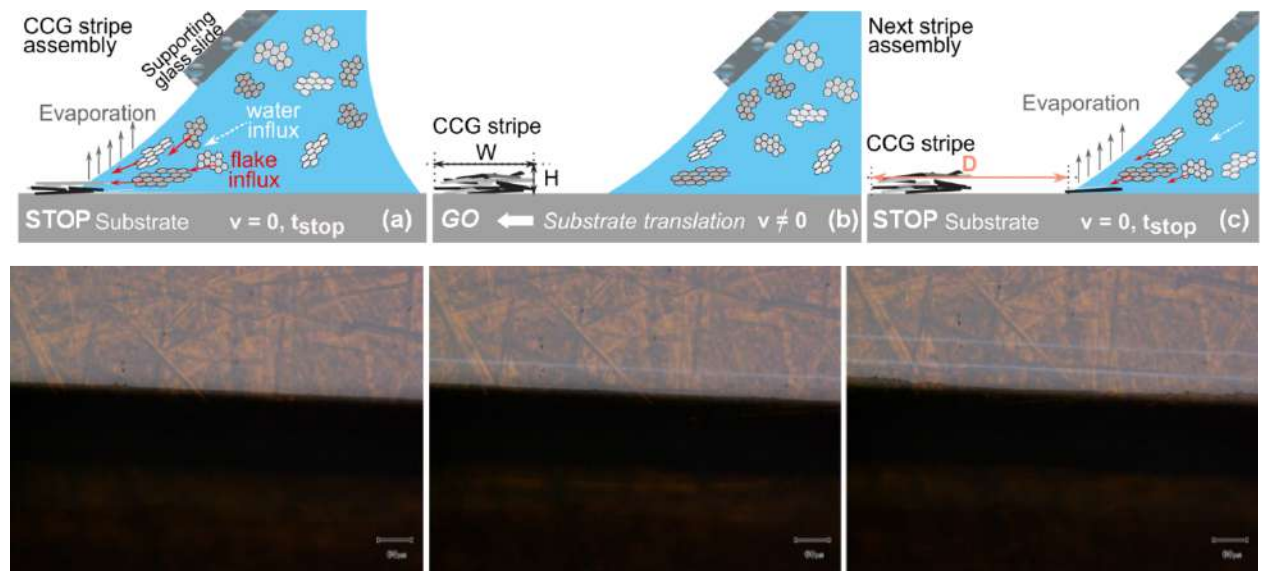 CCG stripe
assembly
Supporting
glass slide
Evaporation
water
influx
flake
influx
STOP Substrate v = 0, tstop (a)
CCG stripe
W
H
GO Substrate translation v ≠ 0 (b)
Next stripe
assembly
Evaporation
CCG stripe
D
STOP Substrate v = 0, tstop (c)